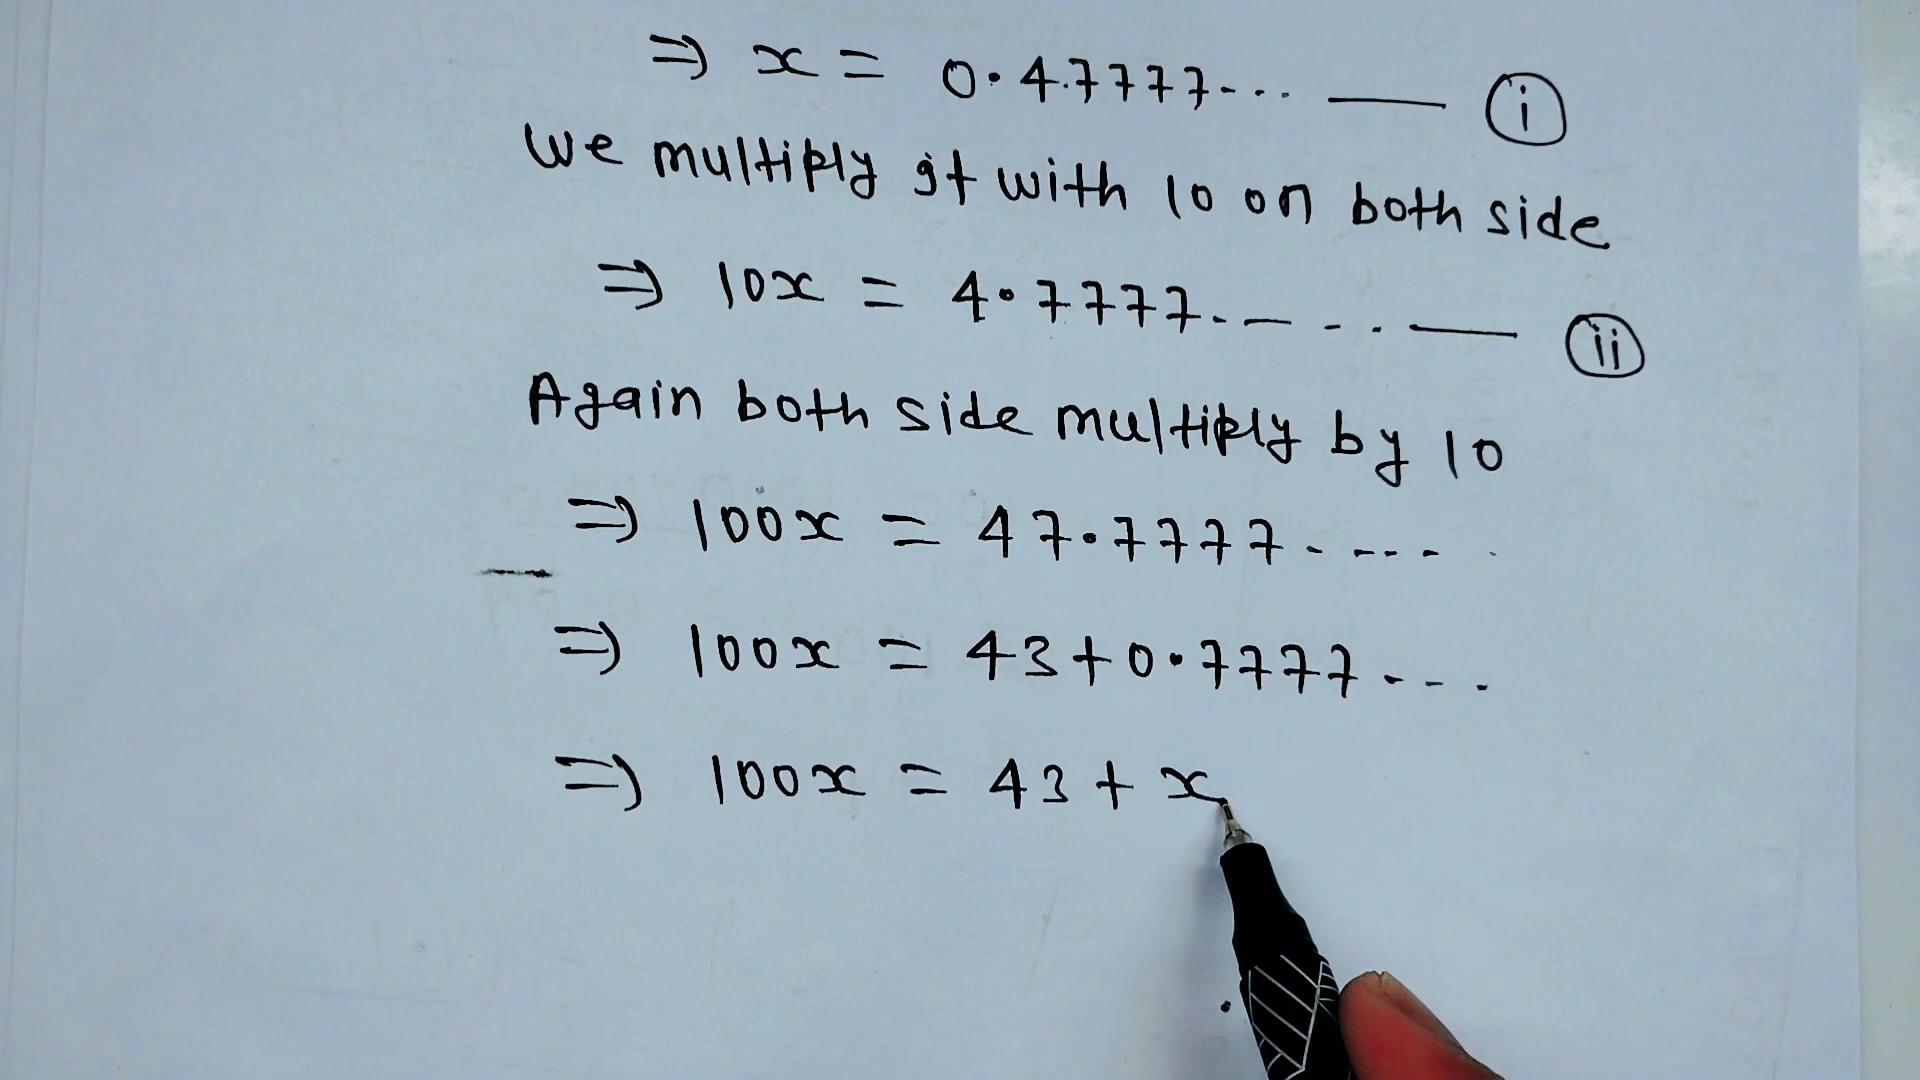 ⇒ x = 0.47777... —— (i)
We multiply it with 10 on both side
⇒ 10x = 4.7777.... —— (ii)
Again both side multiply by 10
⇒ 100x = 47.7777.----
⇒ 100x = 43+0.7777...
⇒ 100x = 43 + x